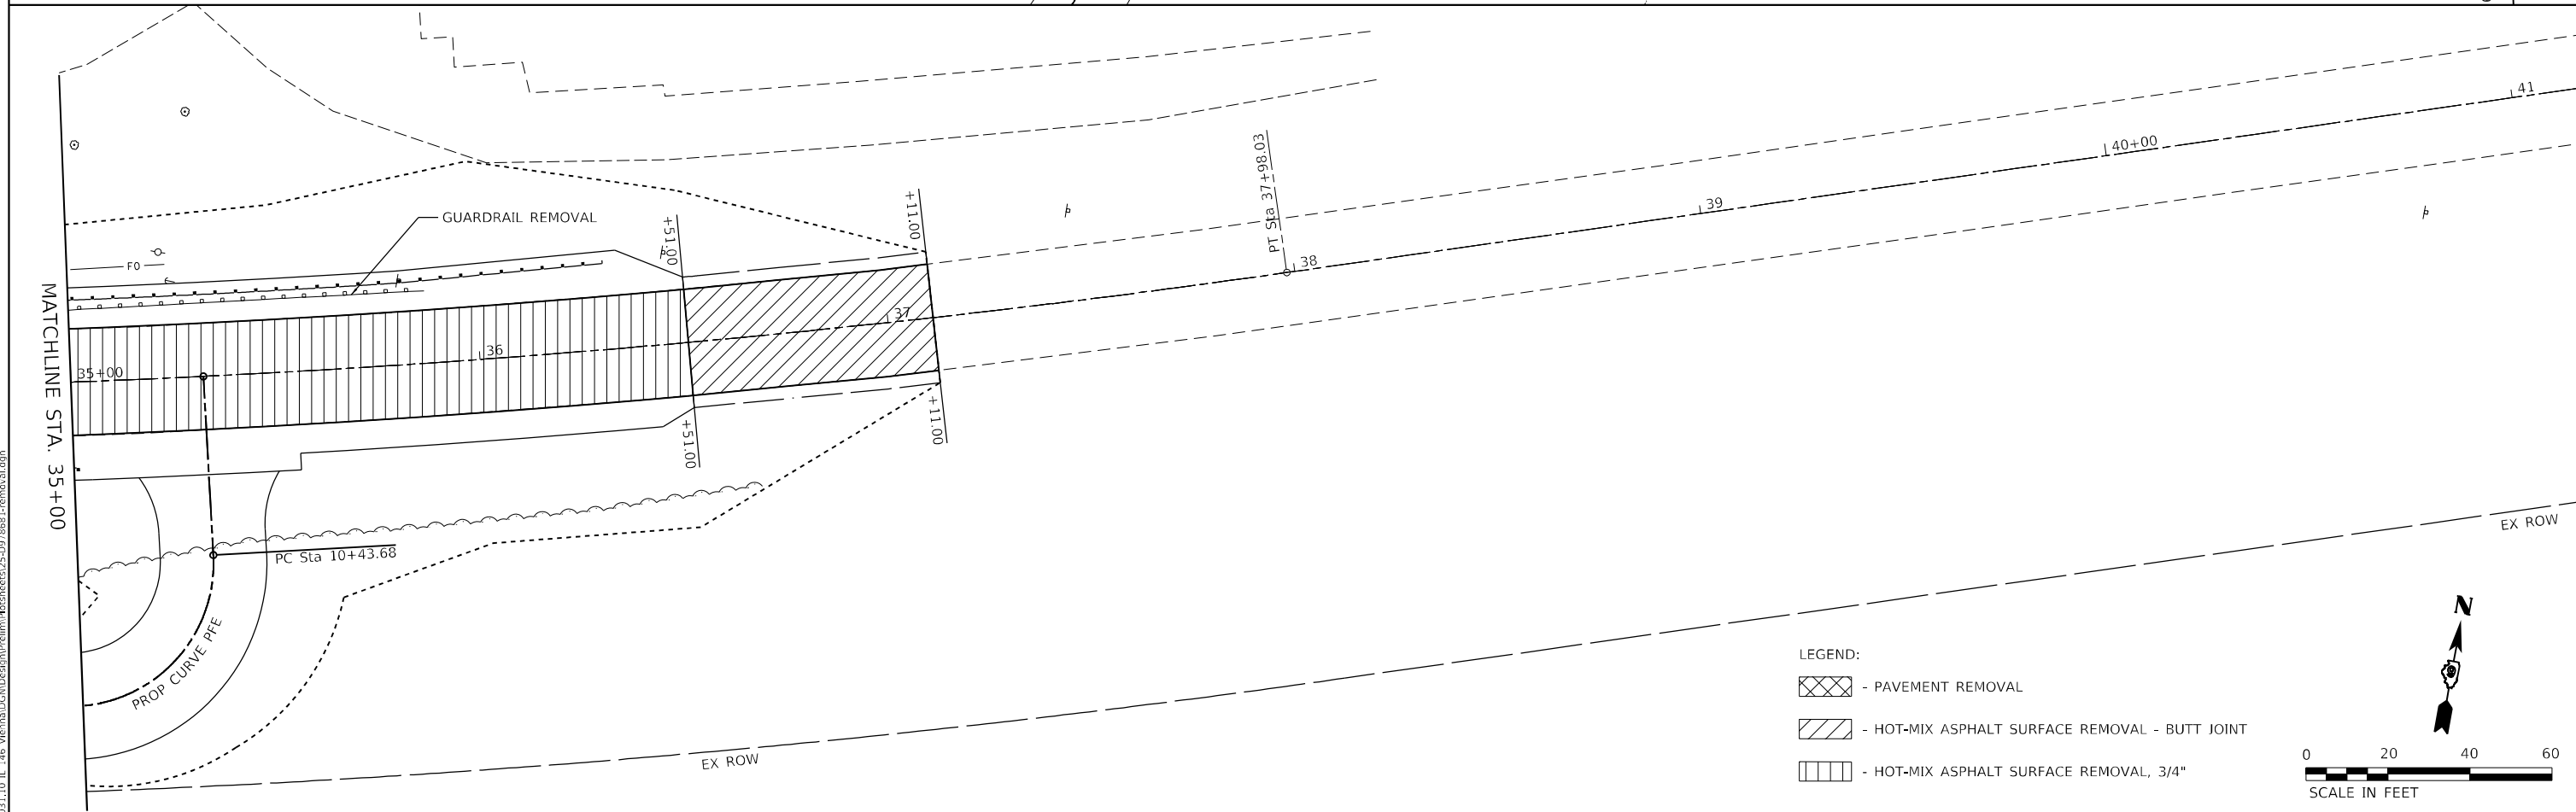 41
40+00
39
38
PT Sta 37+98.03
+11.00
+51.00
GUARDRAIL REMOVAL
FO
37
36
35+00
MATCHLINE STA. 35+00
+51.00
+11.00
PC Sta 10+43.68
PROP CURVE PFE
EX ROW
EX ROW
N
LEGEND:
- PAVEMENT REMOVAL
- HOT-MIX ASPHALT SURFACE REMOVAL - BUTT JOINT
- HOT-MIX ASPHALT SURFACE REMOVAL, 3/4"
0 20 40 60
SCALE IN FEET